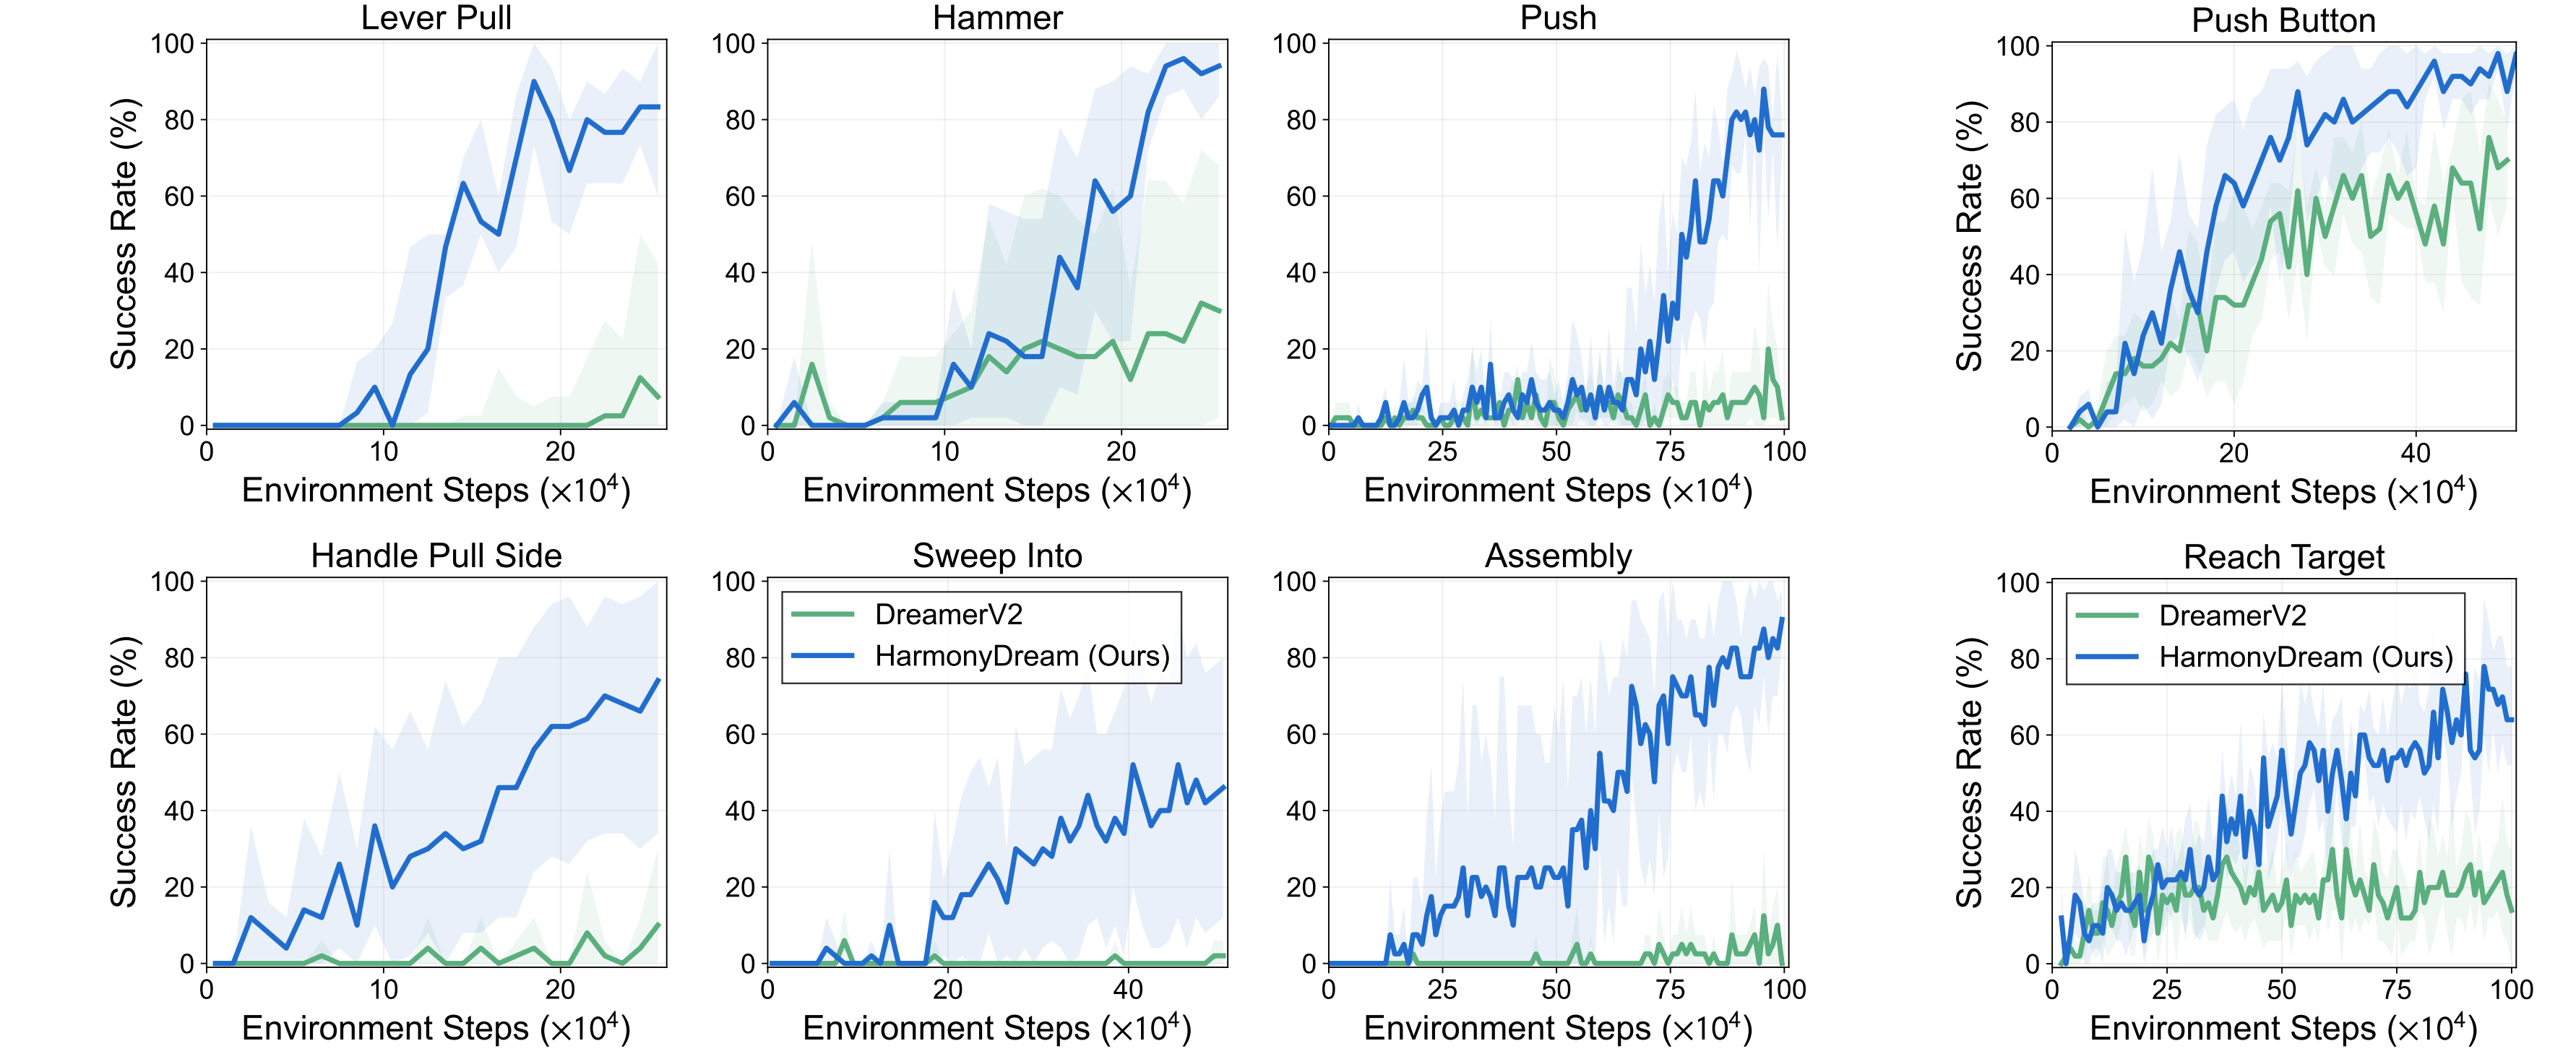 Lever Pull
Success Rate (%)
100
80
60
40
20
0
0 10 20
Environment Steps (×10⁴)
Hammer
100
80
60
40
20
0
0 10 20
Environment Steps (×10⁴)
Push
100
80
60
40
20
0
0 25 50 75 100
Environment Steps (×10⁴)
Push Button
Success Rate (%)
100
80
60
40
20
0
0 20 40
Environment Steps (×10⁴)
Handle Pull Side
Success Rate (%)
100
80
60
40
20
0
0 10 20
Environment Steps (×10⁴)
Sweep Into
100
80
60
40
20
0
DreamerV2
HarmonyDream (Ours)
0 20 40
Environment Steps (×10⁴)
Assembly
100
80
60
40
20
0
0 25 50 75 100
Environment Steps (×10⁴)
Reach Target
Success Rate (%)
100
80
60
40
20
0
DreamerV2
HarmonyDream (Ours)
0 25 50 75 100
Environment Steps (×10⁴)